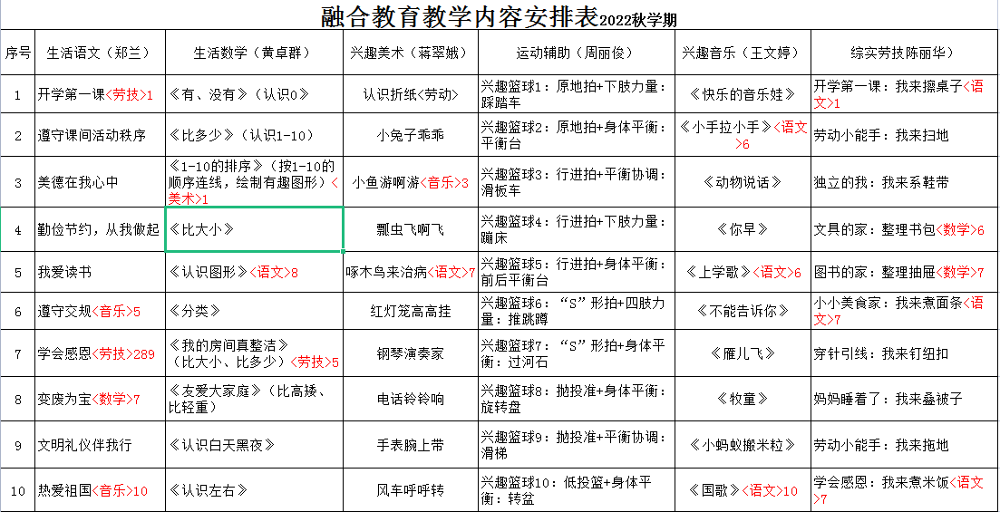 融合教育教学内容安排表2022秋学期
序号 生活语文（郑兰） 生活数学（黄卓群） 兴趣美术（蒋翠娥） 运动辅助（周丽俊） 兴趣音乐（王文婷） 综实劳技陈丽华）
1 开学第一课<劳技>1 《有、没有》（认识0） 认识折纸<劳动> 兴趣篮球1：原地拍+下肢力量：踩踏车 《快乐的音乐娃》 开学第一课：我来擦桌子<语文>1
2 遵守课间活动秩序 《比多少》（认识1-10） 小兔子乖乖 兴趣篮球2：原地拍+身体平衡：平衡台 《小手拉小手》<语文>6 劳动小能手：我来扫地
3 美德在我心中 《1-10的排序》（按1-10的顺序连线，绘制有趣图形）<美术>1 小鱼游啊游<音乐>3 兴趣篮球3：行进拍+平衡协调：滑板车 《动物说话》 独立的我：我来系鞋带
4 勤俭节约，从我做起 《比大小》 瓢虫飞啊飞 兴趣篮球4：行进拍+下肢力量：蹦床 《你早》 文具的家：整理书包<数学>6
5 我爱读书 《认识图形》<语文>8 啄木鸟来治病<语文>7 兴趣篮球5：行进拍+身体平衡：前后平衡台 《上学歌》<语文>6 图书的家：整理抽屉<数学>7
6 遵守交规<音乐>5 《分类》 红灯笼高高挂 兴趣篮球6：“S”形拍+四肢力量：推跳蹲 《不能告诉你》 小小美食家：我来煮面条<语文>7
7 学会感恩<劳技>289 《我的房间真整洁》（比大小、比多少）<劳技>5 钢琴演奏家 兴趣篮球7：“S”形拍+身体平衡：过河石 《雁儿飞》 穿针引线：我来钉纽扣
8 变废为宝<数学>7 《友爱大家庭》（比高矮、比轻重） 电话铃铃响 兴趣篮球8：抛投准+身体平衡：旋转盘 《牧童》 妈妈睡着了：我来叠被子
9 文明礼仪伴我行 《认识白天黑夜》 手表腕上带 兴趣篮球9：抛投准+平衡协调：滑梯 《小蚂蚁搬米粒》 劳动小能手：我来拖地
10 热爱祖国<音乐>10 《认识左右》 风车呼呼转 兴趣篮球10：低投篮+身体平衡：转盆 《国歌》<语文>10 学会感恩：我来煮米饭<语文>7